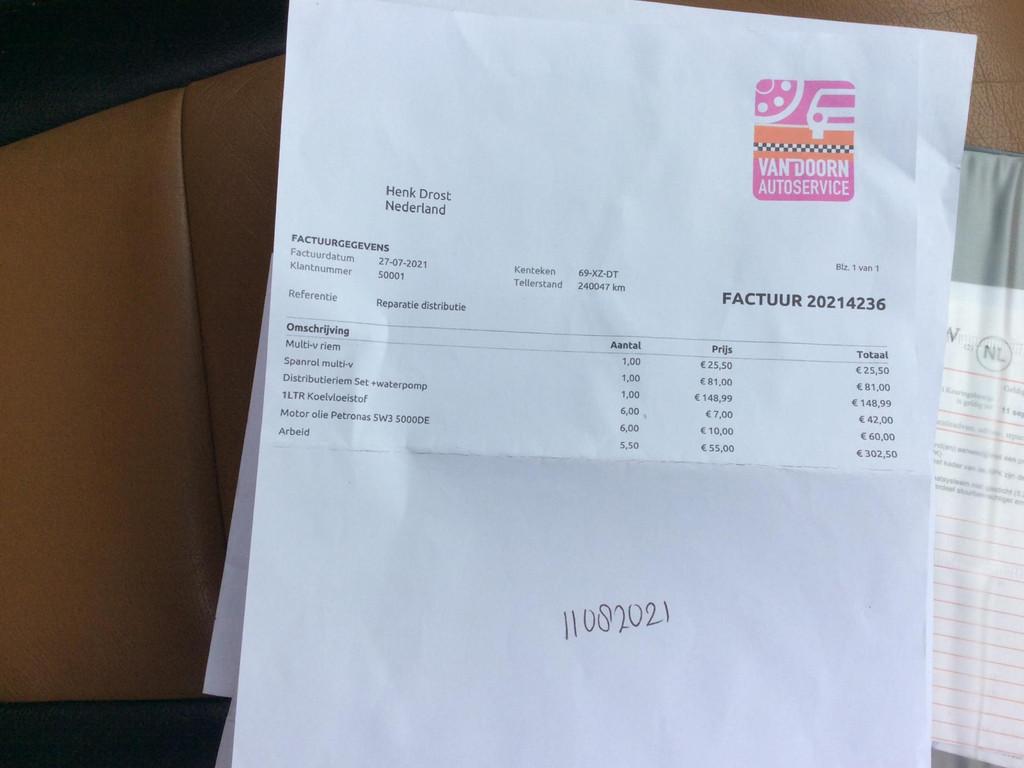 VAN DOORN
AUTOSERVICE
Henk Drost
Nederland
FACTUURGEGEVENS
Factuurdatum 27-07-2021
Klantnummer 50001
Kenteken 69-XZ-DT
Tellerstand 240047 km
Blz. 1 van 1
Referentie Reparatie distributie
FACTUUR 20214236
Omschrijving Aantal Prijs Totaal
Multi-v riem 1,00 € 25,50 € 25,50
Spanrol multi-v 1,00 € 81,00 € 81,00
Distributieriem Set +waterpomp 1,00 € 148,99 € 148,99
1LTR Koelvloeistof 6,00 € 7,00 € 42,00
Motor olie Petronas 5W3 5000DE 6,00 € 10,00 € 60,00
Arbeid 5,50 € 55,00 € 302,50
11082021
NL